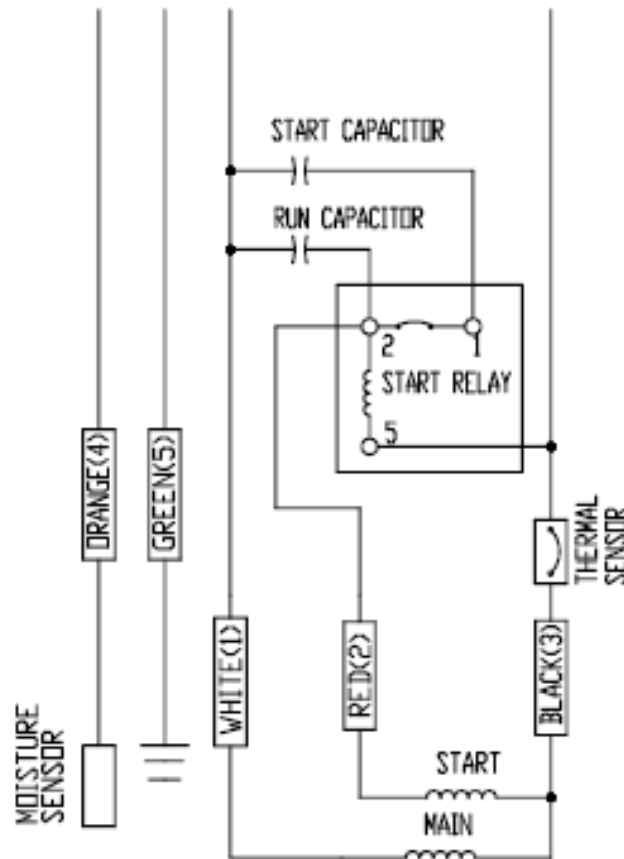 START CAPACITOR
RUN CAPACITOR
2
1
START RELAY
5
ORANGE(4)
GREEN(5)
THERMAL
SENSOR
WHITE(1)
RED(2)
BLACK(3)
MOISTURE
SENSOR
START
MAIN